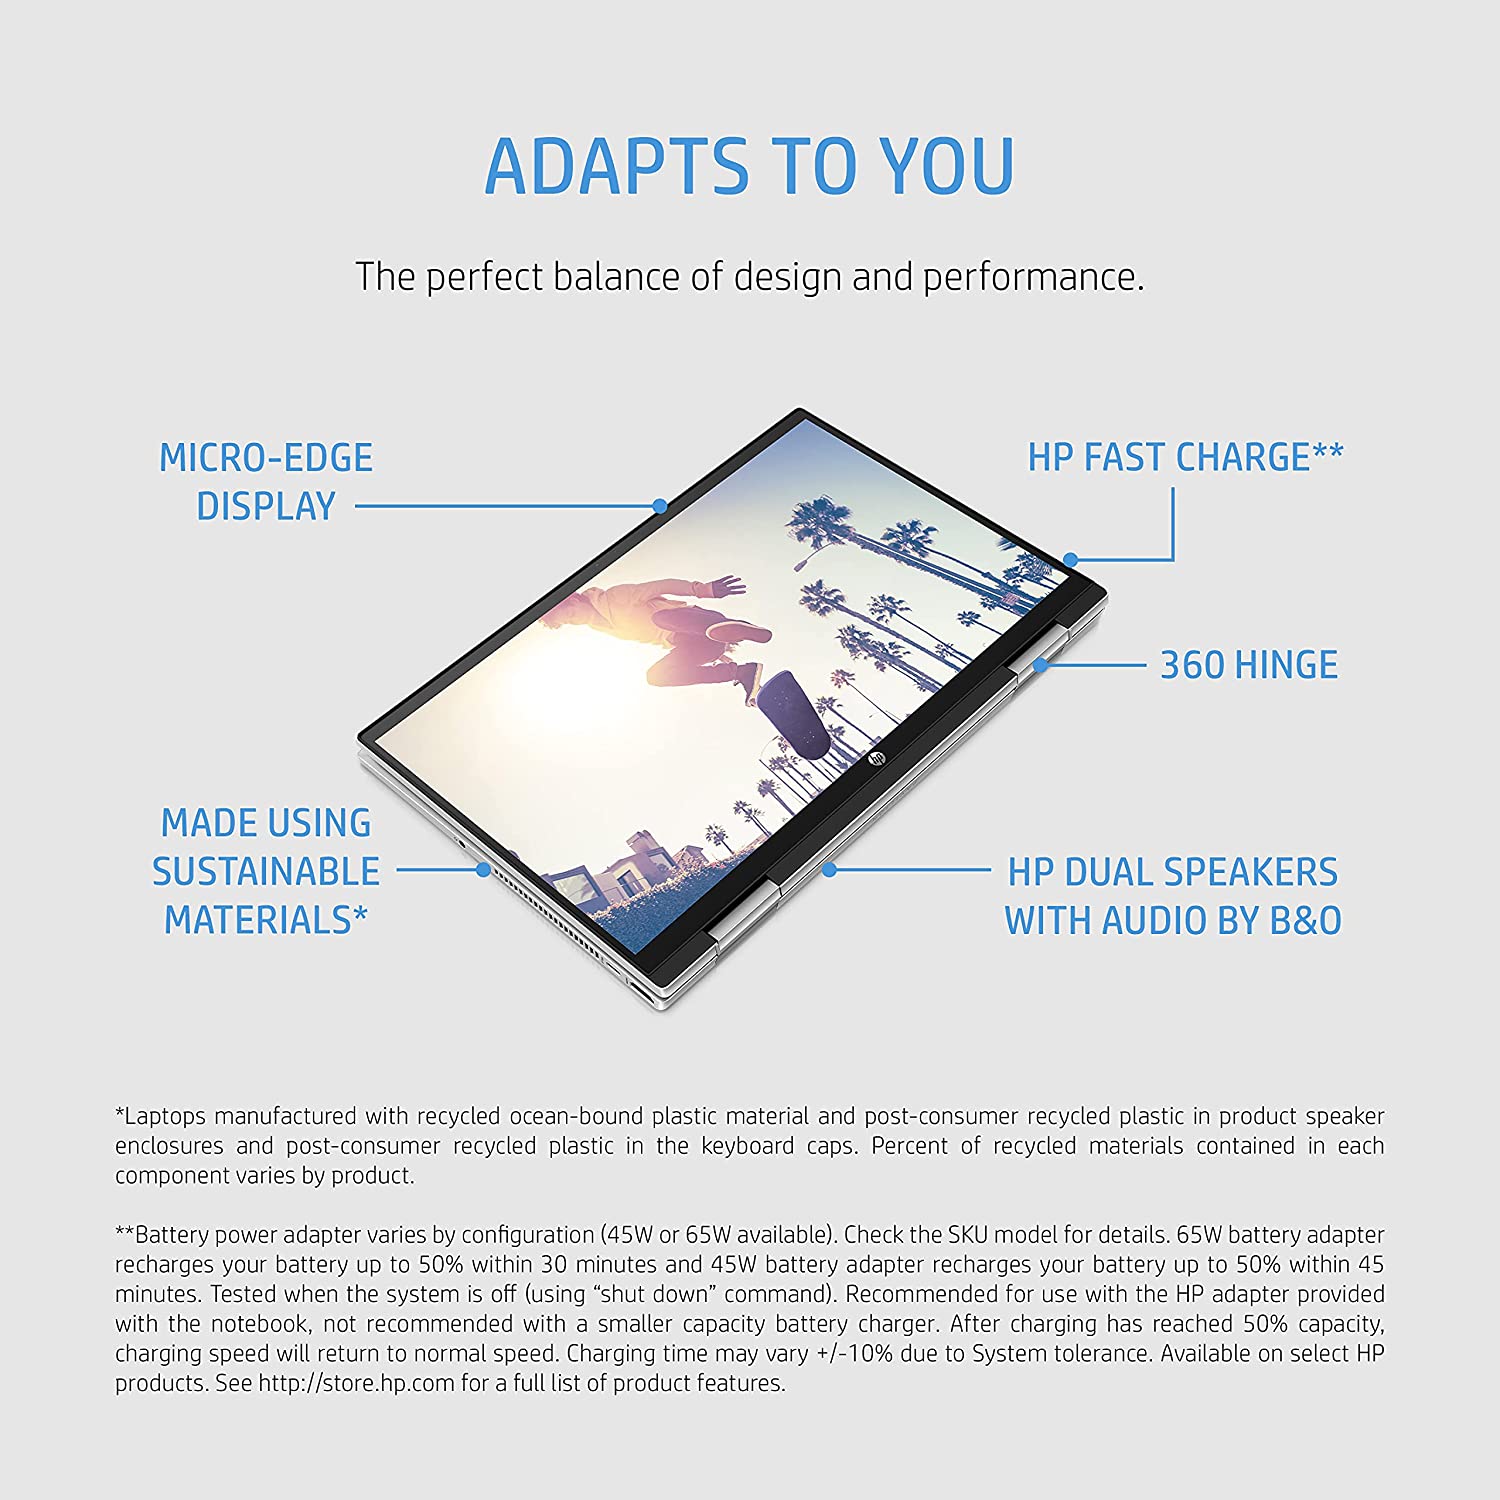 ADAPTS TO YOU
The perfect balance of design and performance.
MICRO-EDGE
DISPLAY
HP FAST CHARGE**
360 HINGE
hp
MADE USING
SUSTAINABLE
MATERIALS*
HP DUAL SPEAKERS
WITH AUDIO BY B&O
*Laptops manufactured with recycled ocean-bound plastic material and post-consumer recycled plastic in product speaker
enclosures and post-consumer recycled plastic in the keyboard caps. Percent of recycled materials contained in each
component varies by product.
**Battery power adapter varies by configuration (45W or 65W available). Check the SKU model for details. 65W battery adapter
recharges your battery up to 50% within 30 minutes and 45W battery adapter recharges your battery up to 50% within 45
minutes. Tested when the system is off (using “shut down” command). Recommended for use with the HP adapter provided
with the notebook, not recommended with a smaller capacity battery charger. After charging has reached 50% capacity,
charging speed will return to normal speed. Charging time may vary +/-10% due to System tolerance. Available on select HP
products. See http://store.hp.com for a full list of product features.